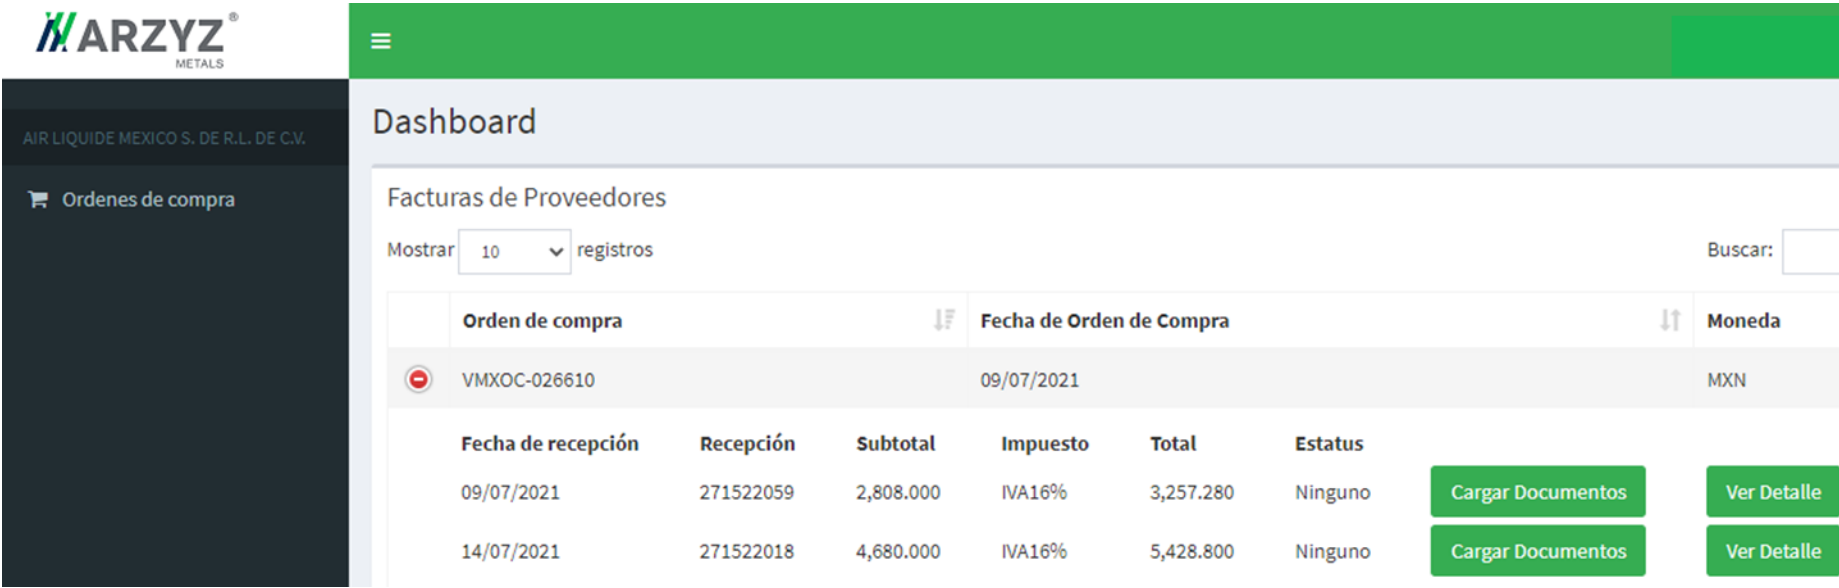 ARZYZ®
METALS
Dashboard
AIR LIQUIDE MEXICO S. DE R.L. DE C.V.
Ordenes de compra
Facturas de Proveedores
Mostrar 10 registros
Buscar:
Orden de compra Fecha de Orden de Compra Moneda
VMXOC-026610 09/07/2021 MXN
Fecha de recepción Recepción Subtotal Impuesto Total Estatus
09/07/2021 271522059 2,808.000 IVA16% 3,257.280 Ninguno Cargar Documentos Ver Detalle
14/07/2021 271522018 4,680.000 IVA16% 5,428.800 Ninguno Cargar Documentos Ver Detalle